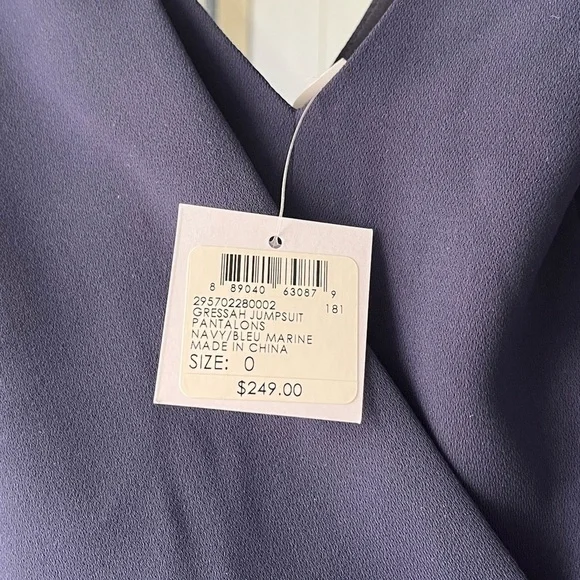 8 89040 63087 9
295702280002 181
GRESSAH JUMPSUIT
PANTALONS
NAVY/BLEU MARINE
MADE IN CHINA
SIZE: 0
$249.00